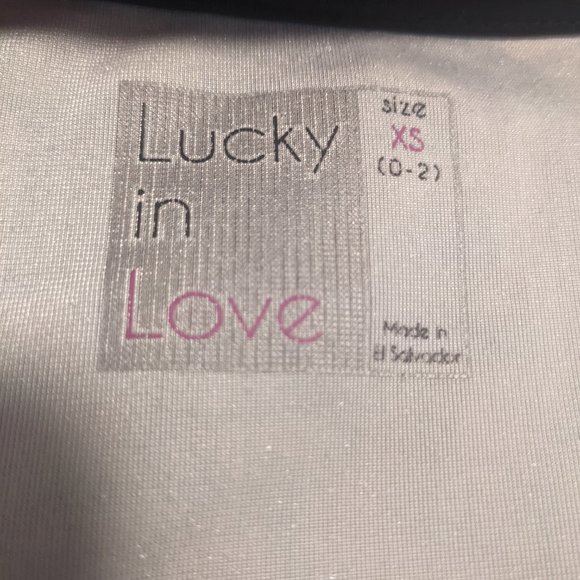 Lucky
in
Love
size
XS
(0-2)
Made in
El Salvador